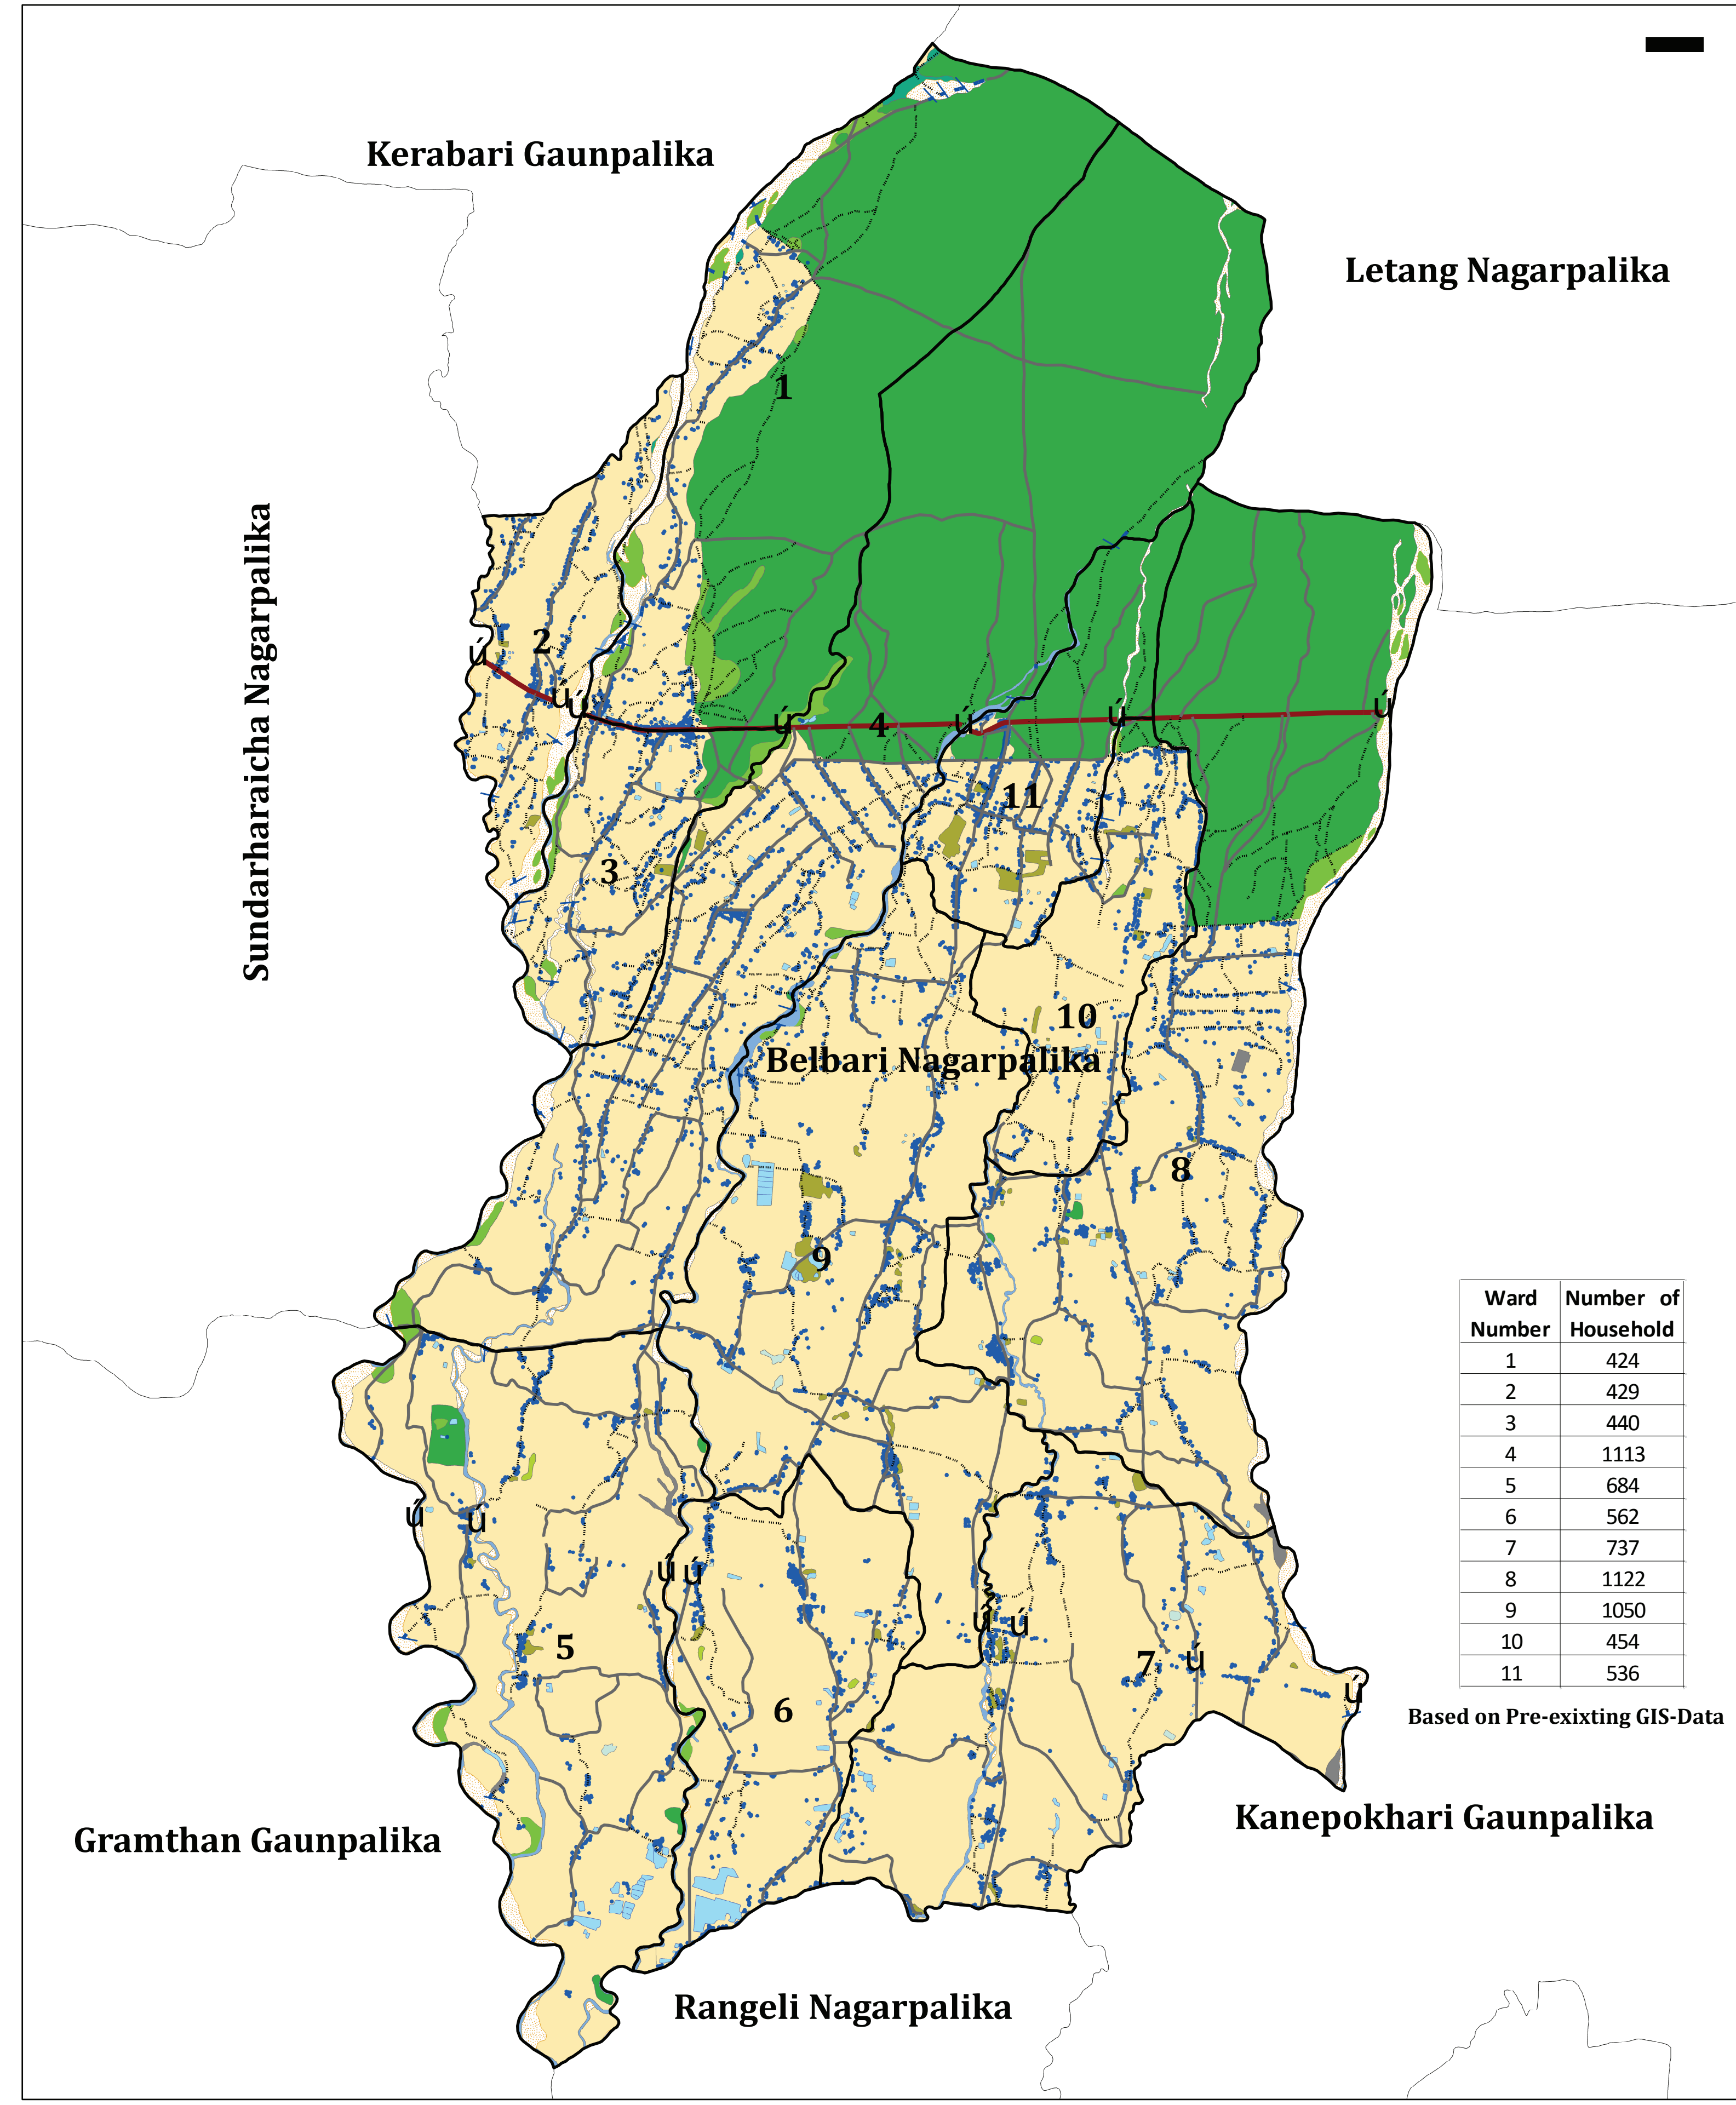 Kerabari Gaunpalika
Letang Nagarpalika
Sundarharaicha Nagarpalika
1
2
ú
ú
ú
ú
4
ú
ú
ú
11
3
10
Belbari Nagarpalika
8
9
Ward Number Number of Household
1 424
2 429
3 440
4 1113
5 684
6 562
7 737
8 1122
9 1050
10 454
11 536
Based on Pre-exixting GIS-Data
ú
ú
ú
ú
ú
ú
5
7
ú
ú
6
Gramthan Gaunpalika
Kanepokhari Gaunpalika
Rangeli Nagarpalika